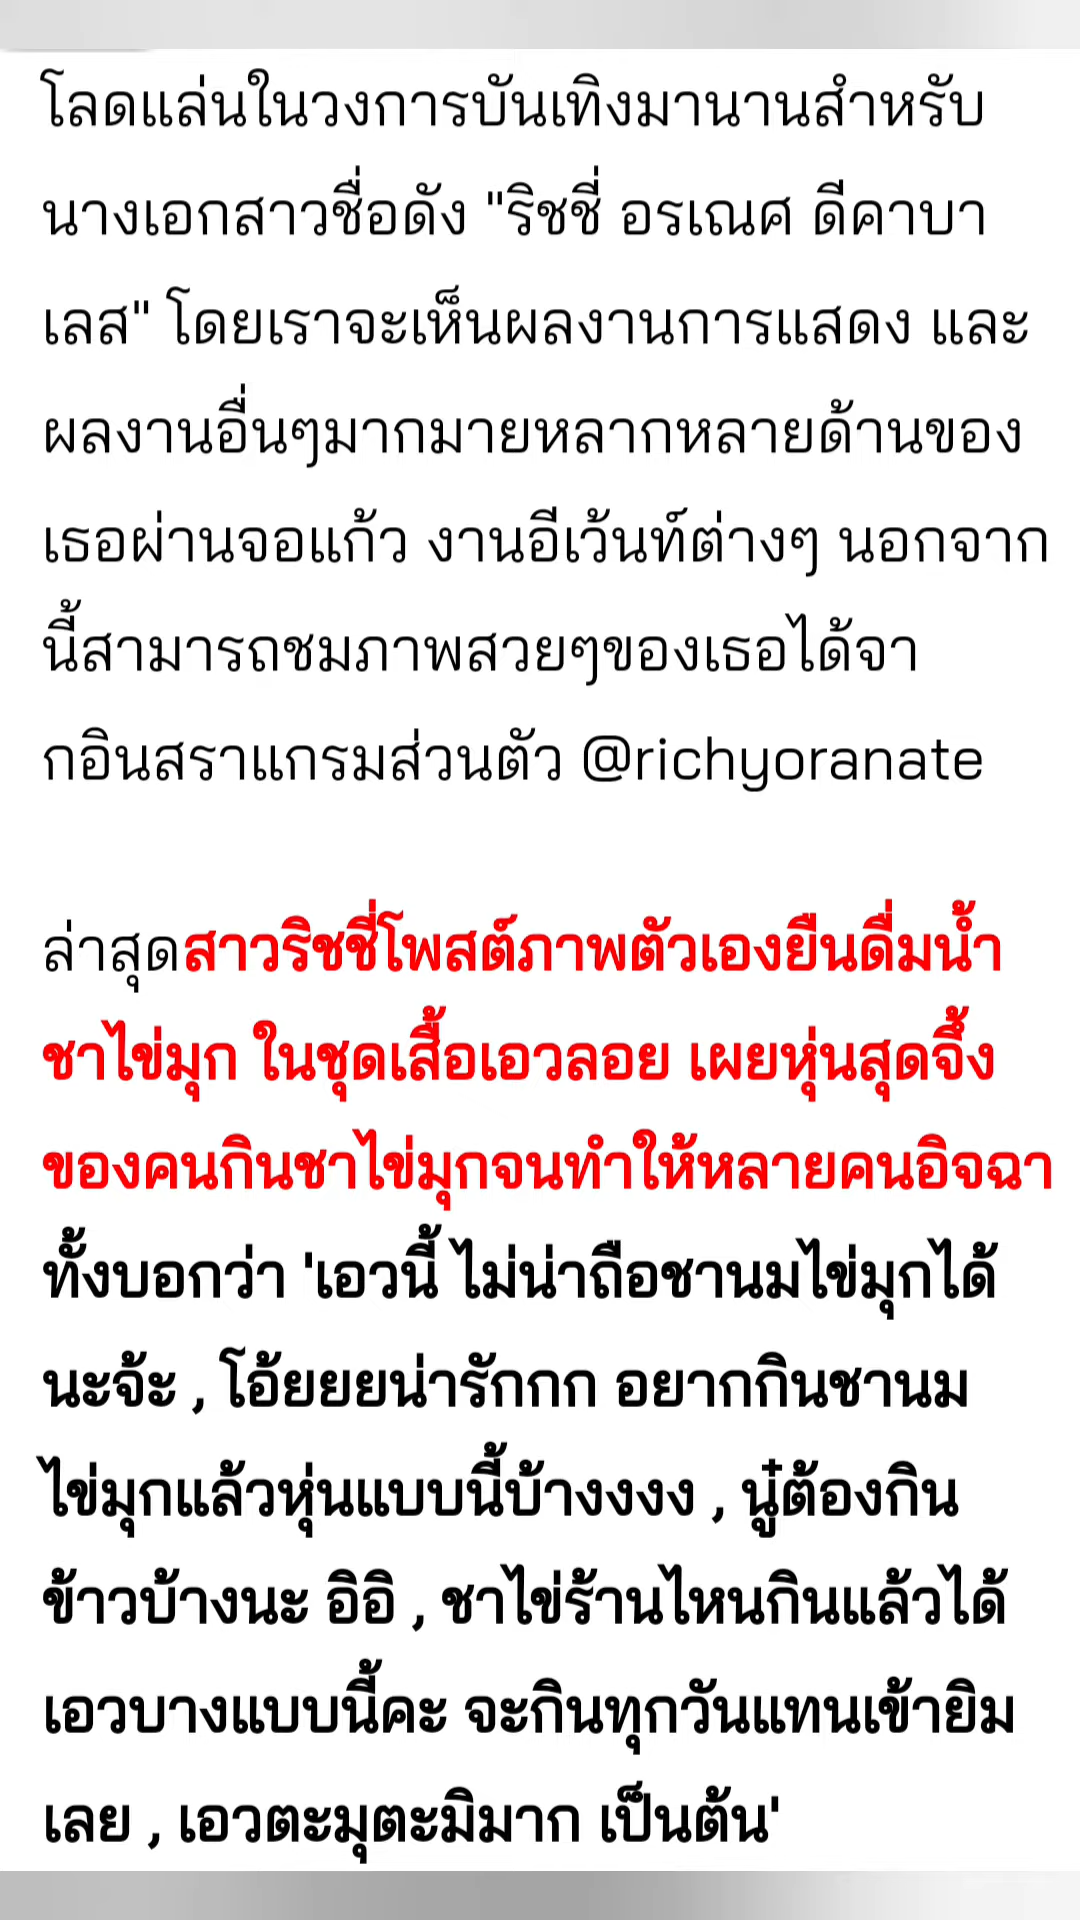 โลดแล่นในวงการบันเทิงมานานสำหรับ
นางเอกสาวชื่อดัง "ริชชี่ อรเณศ ดีคาบา
เลส" โดยเราจะเห็นผลงานการแสดง และ
ผลงานอื่นๆมากมายหลากหลายด้านของ
เธอผ่านจอแก้ว งานอีเว้นท์ต่างๆ นอกจาก
นี้สามารถชมภาพสวยๆของเธอได้จา
กอินสราแกรมส่วนตัว @richyoranate
ล่าสุดสาวริชชี่โพสต์ภาพตัวเองยืนดื่มน้ำ
ชาไข่มุก ในชุดเสื้อเอวลอย เผยหุ่นสุดจึ้ง
ของคนกินชาไข่มุกจนทำให้หลายคนอิจฉา
ทั้งบอกว่า 'เอวนี้ ไม่น่าถือชานมไข่มุกได้
นะจ้ะ , โอ้ยยยน่ารักกก อยากกินชานม
ไข่มุกแล้วหุ่นแบบนี้บ้างงงง , นู๋ต้องกิน
ข้าวบ้างนะ อิอิ , ชาไข่ร้านไหนกินแล้วได้
เอวบางแบบนี้คะ จะกินทุกวันแทนเข้ายิม
เลย , เอวตะมุตะมิมาก เป็นต้น'